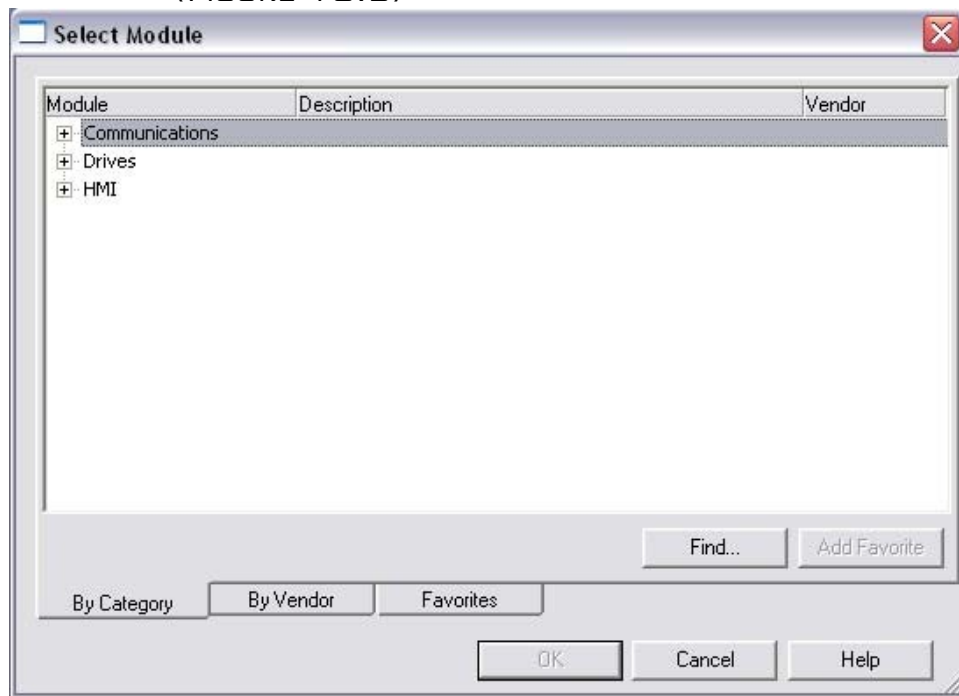 Select Module
Module Description Vendor
Communications
Drives
HMI
Find... Add Favorite
By Category By Vendor Favorites
OK Cancel Help